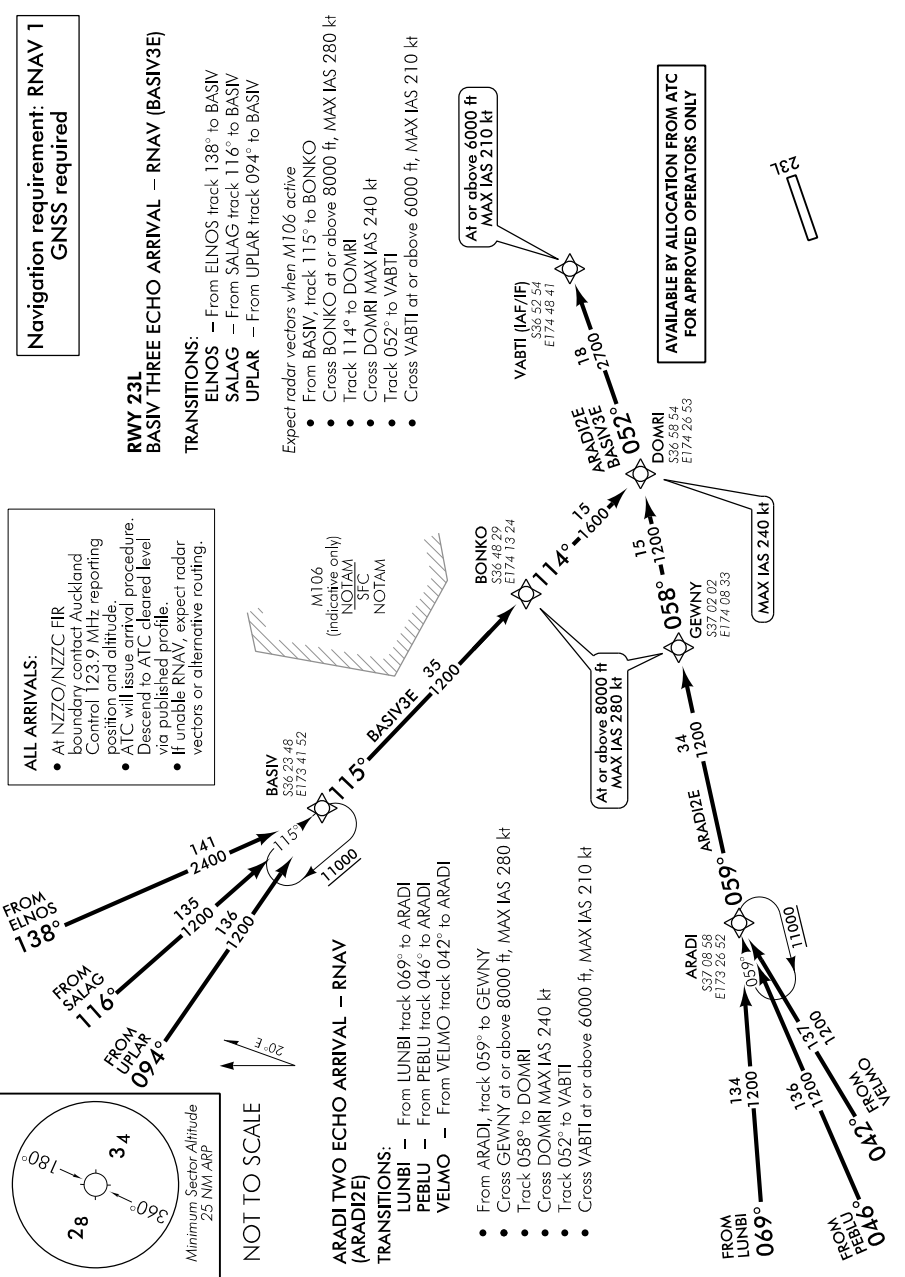 Navigation requirement: RNAV 1
GNSS required
ALL ARRIVALS:
• At NZZO/NZZC FIR
boundary contact Auckland
Control 123.9 MHz reporting
position and altitude.
• ATC will issue arrival procedure.
Descend to ATC cleared level
via published profile.
• If unable RNAV, expect radar
vectors or alternative routing.
RWY 23L
BASIV THREE ECHO ARRIVAL – RNAV (BASIV3E)
TRANSITIONS:
ELNOS – From ELNOS track 138° to BASIV
SALAG – From SALAG track 116° to BASIV
UPLAR – From UPLAR track 094° to BASIV
Expect radar vectors when M106 active
• From BASIV, track 115° to BONKO
• Cross BONKO at or above 8000 ft, MAX IAS 280 kt
• Track 114° to DOMRI
• Cross DOMRI MAX IAS 240 kt
• Track 052° to VABTI
• Cross VABTI at or above 6000 ft, MAX IAS 210 kt
180°
360°
28
34
Minimum Sector Altitude
25 NM ARP
NOT TO SCALE
20°E
FROM
ELNOS
138°
141
2400
FROM
SALAG
116°
135
1200
FROM
UPLAR
094°
136
1200
BASIV
S36 23 48
E173 41 52
115°
11000
115°
BASIV3E
35
1200
M106
(indicative only)
NOTAM
SFC
NOTAM
BONKO
S36 48 29
E174 13 24
114°
15
1600
At or above 8000 ft
MAX IAS 280 kt
ARADI TWO ECHO ARRIVAL – RNAV
(ARADI2E)
TRANSITIONS:
LUNBI – From LUNBI track 069° to ARADI
PEBLU – From PEBLU track 046° to ARADI
VELMO – From VELMO track 042° to ARADI
• From ARADI, track 059° to GEWNY
• Cross GEWNY at or above 8000 ft, MAX IAS 280 kt
• Track 058° to DOMRI
• Cross DOMRI MAX IAS 240 kt
• Track 052° to VABTI
• Cross VABTI at or above 6000 ft, MAX IAS 210 kt
FROM
LUNBI
069°
134
1200
FROM
PEBLU
046°
136
1200
FROM
VELMO
042°
137
1200
ARADI
S37 08 58
E173 26 52
059°
11000
059°
ARADI2E
34
1200
GEWNY
S37 02 02
E174 08 33
058°
15
1200
MAX IAS 240 kt
DOMRI
S36 58 54
E174 26 53
ARADI2E
BASIV3E
052°
18
2700
VABTI (IAF/IF)
S36 52 54
E174 48 41
At or above 6000 ft
MAX IAS 210 kt
AVAILABLE BY ALLOCATION FROM ATC
FOR APPROVED OPERATORS ONLY
23L